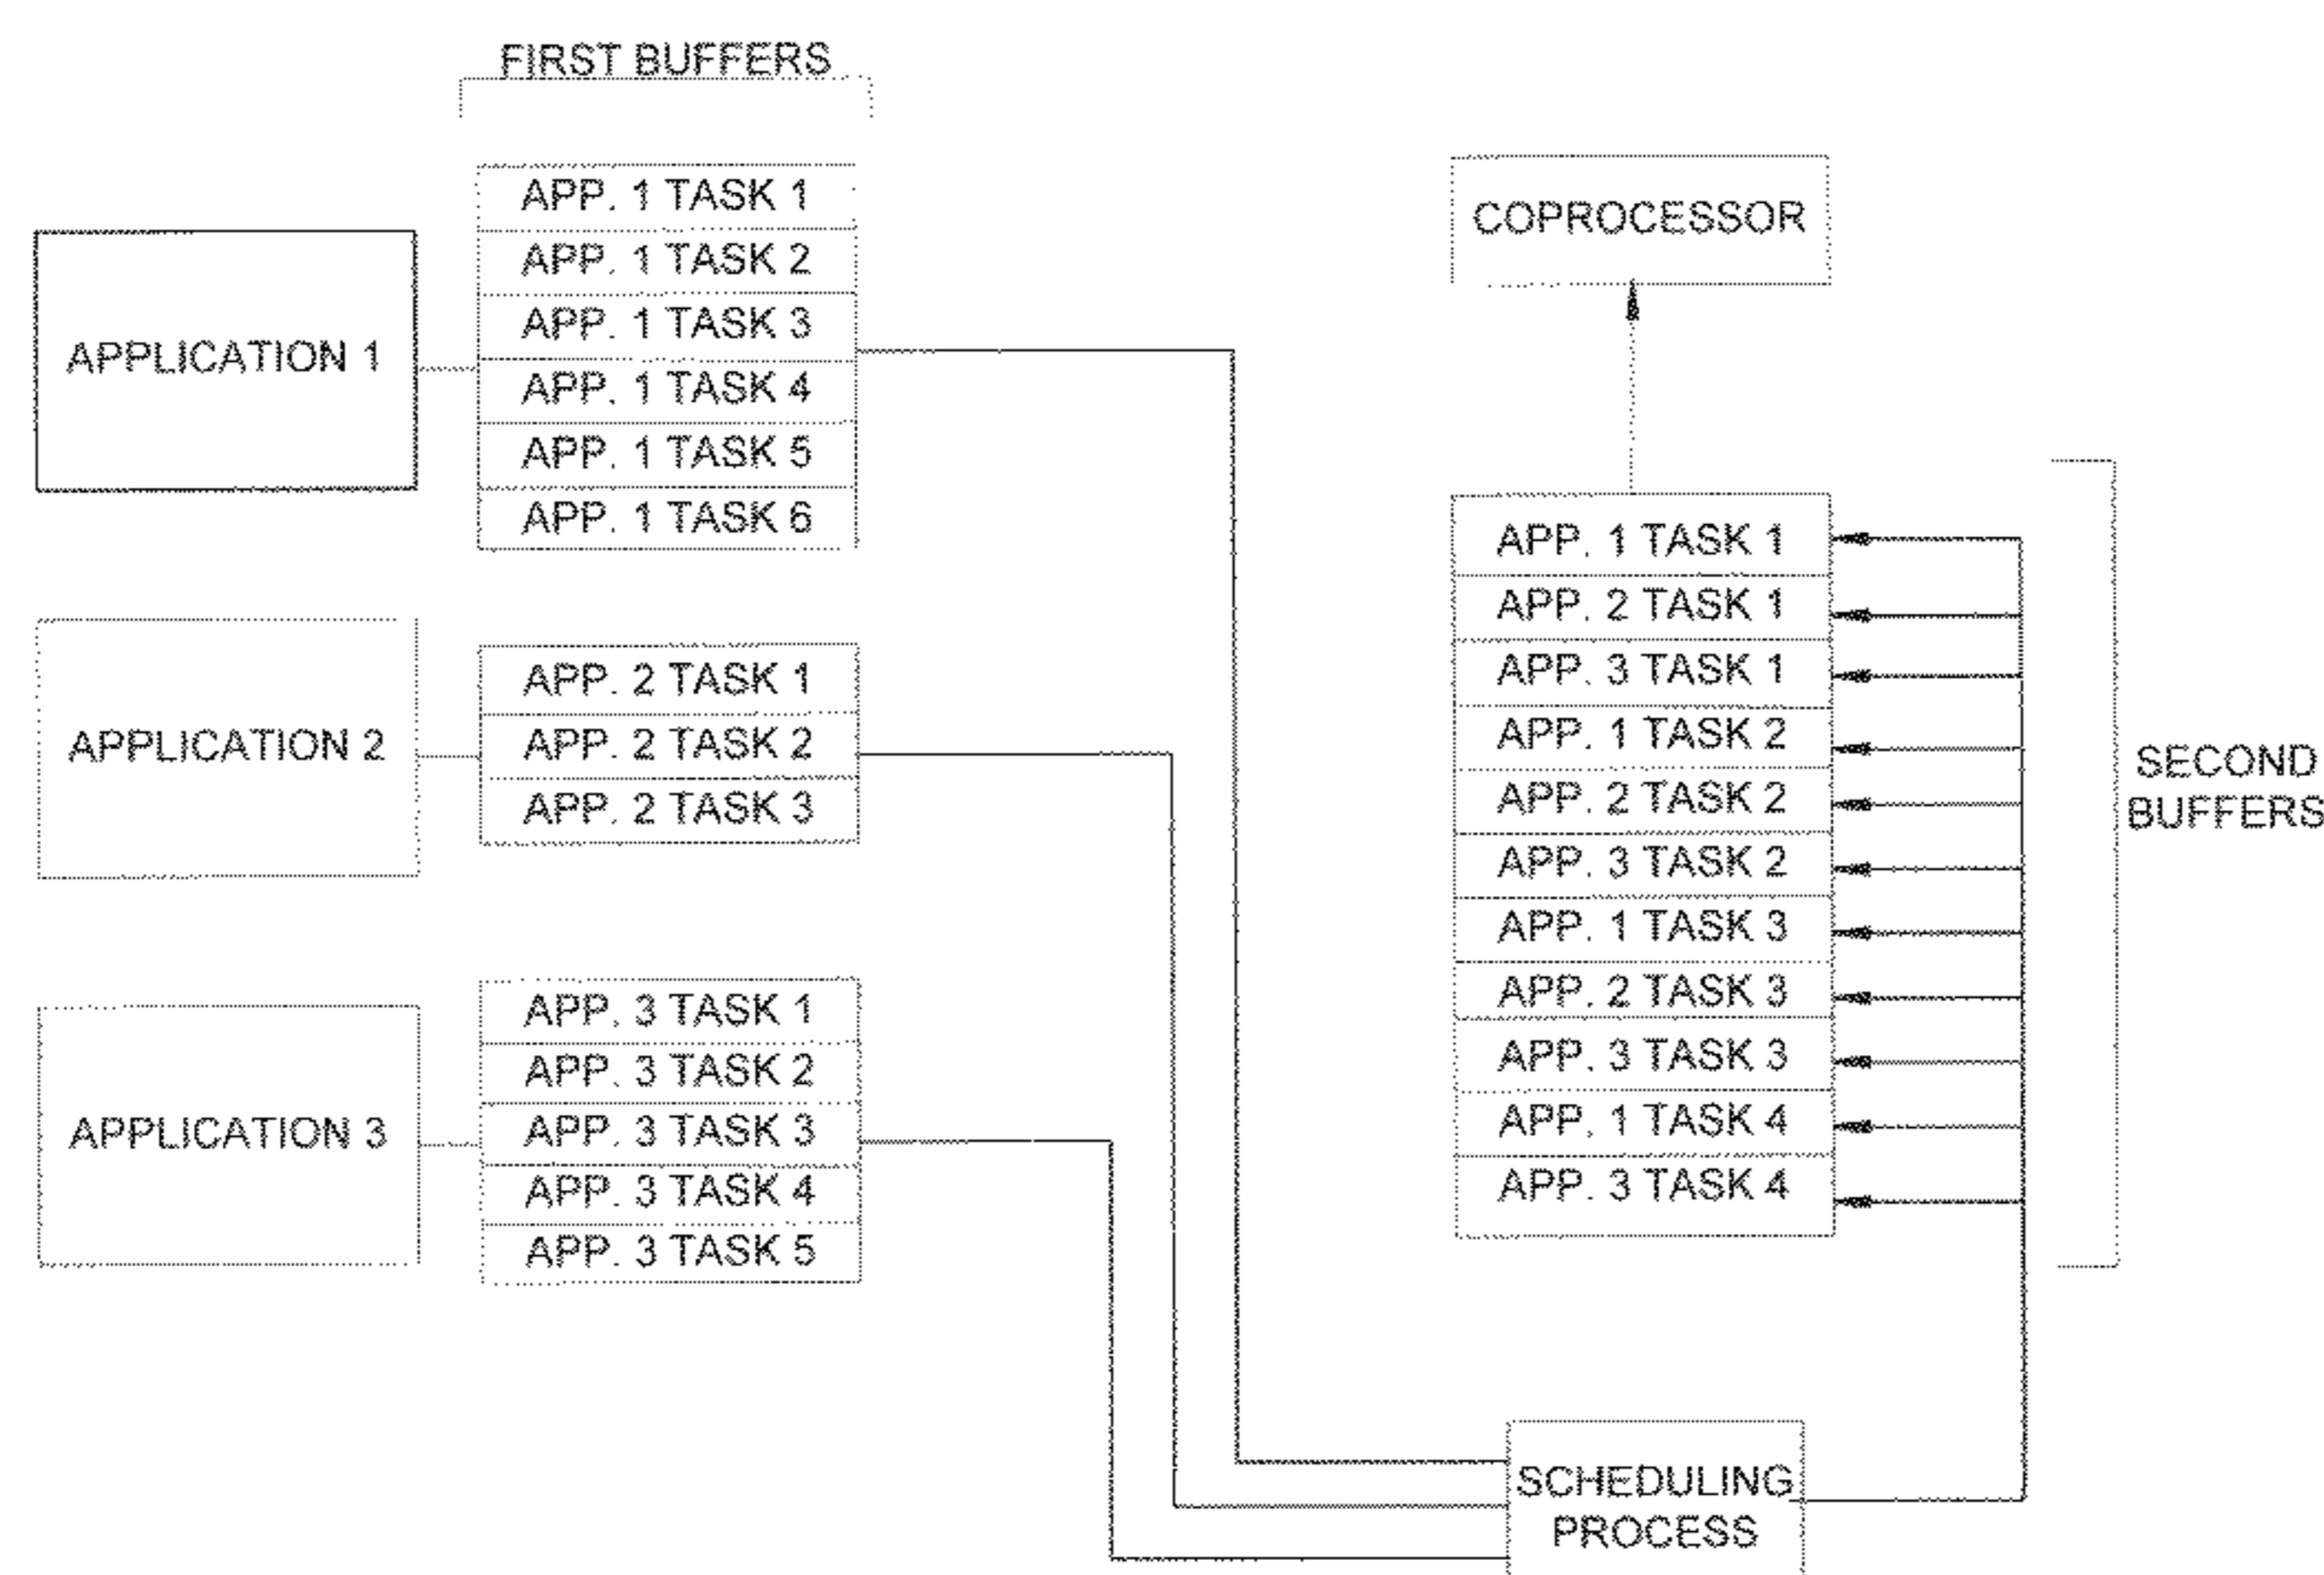 FIRST BUFFERS
APPLICATION 1
APP. 1 TASK 1
APP. 1 TASK 2
APP. 1 TASK 3
APP. 1 TASK 4
APP. 1 TASK 5
APP. 1 TASK 6
APPLICATION 2
APP. 2 TASK 1
APP. 2 TASK 2
APP. 2 TASK 3
APPLICATION 3
APP. 3 TASK 1
APP. 3 TASK 2
APP. 3 TASK 3
APP. 3 TASK 4
APP. 3 TASK 5
COPROCESSOR
APP. 1 TASK 1
APP. 2 TASK 1
APP. 3 TASK 1
APP. 1 TASK 2
APP. 2 TASK 2
APP. 3 TASK 2
APP. 1 TASK 3
APP. 2 TASK 3
APP. 3 TASK 3
APP. 1 TASK 4
APP. 3 TASK 4
SECOND
BUFFERS
SCHEDULING
PROCESS